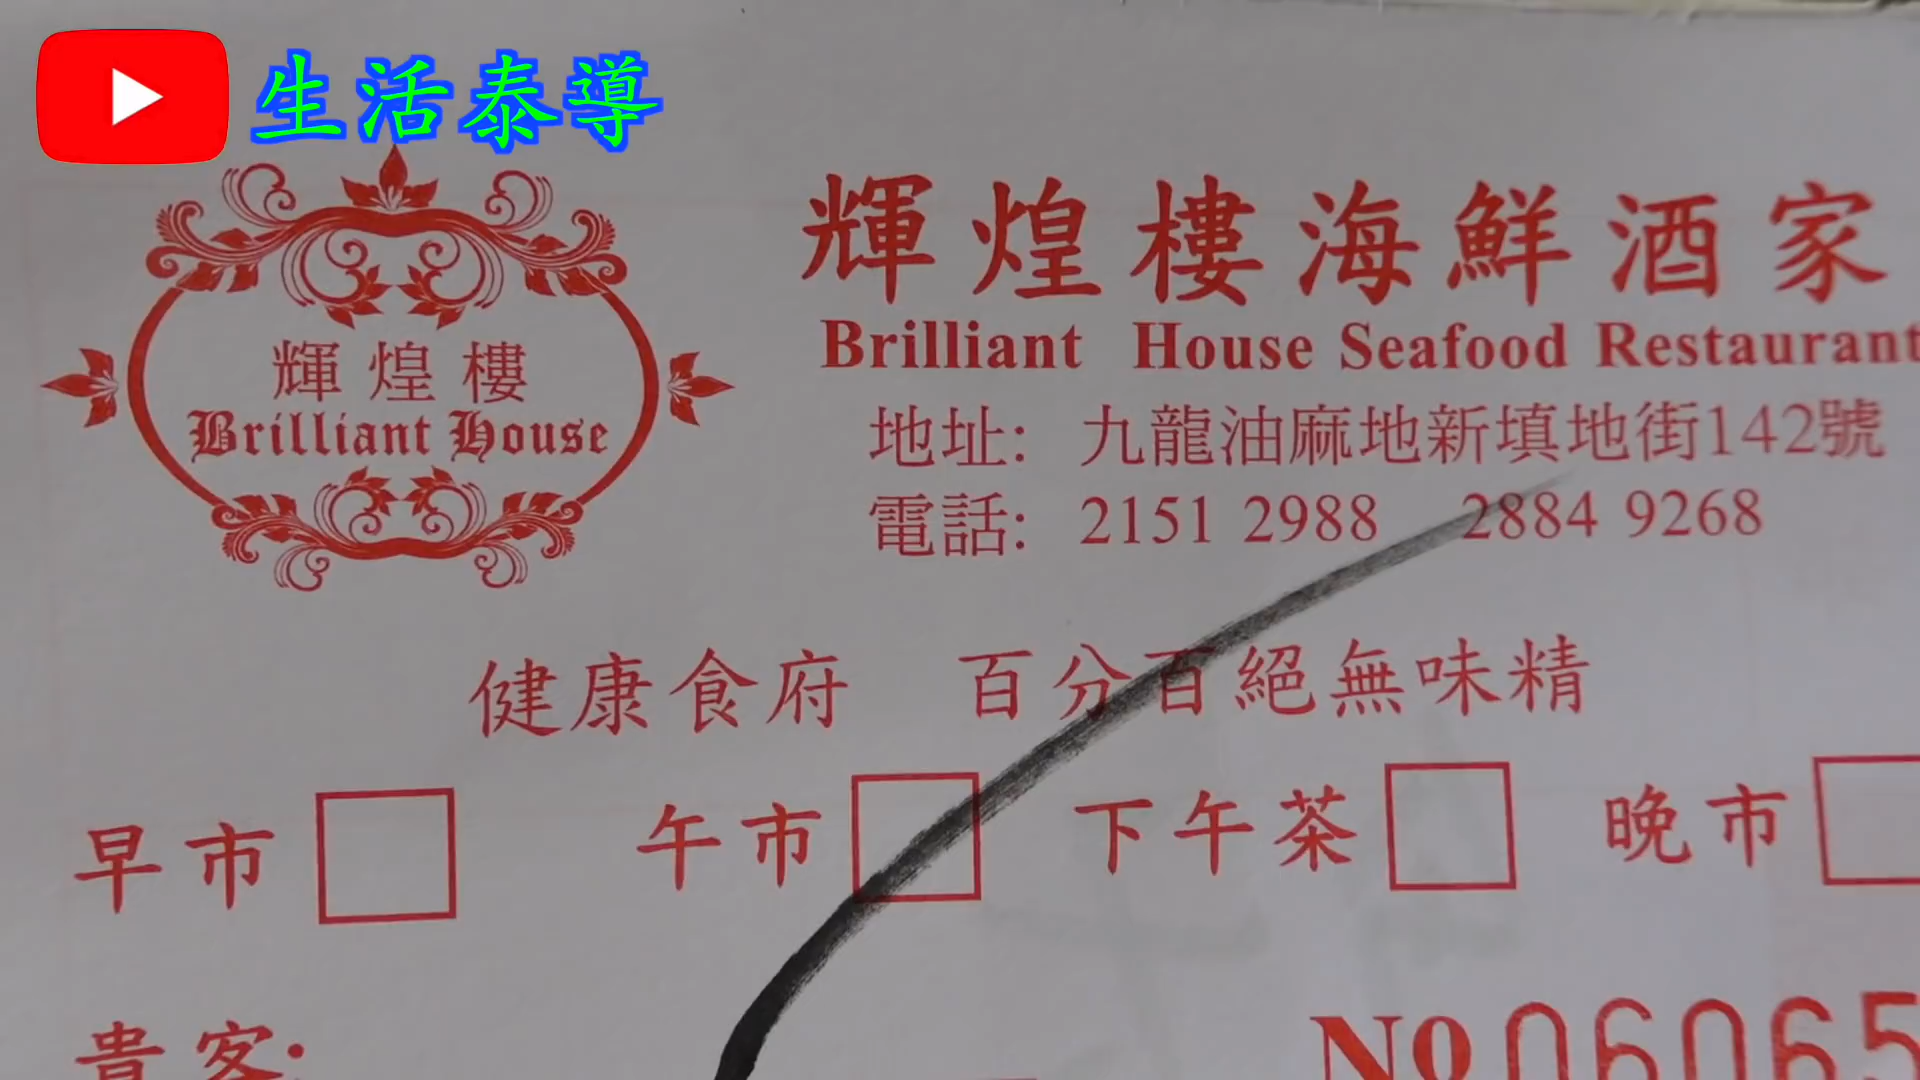 生活泰導
輝煌樓
Brilliant House
輝煌樓海鮮酒家
Brilliant House Seafood Restaurant
地址: 九龍油麻地新填地街142號
電話: 2151 2988 2884 9268
健康食府 百分百絕無味精
早市 午市 下午茶 晚市
貴客:
No 06065